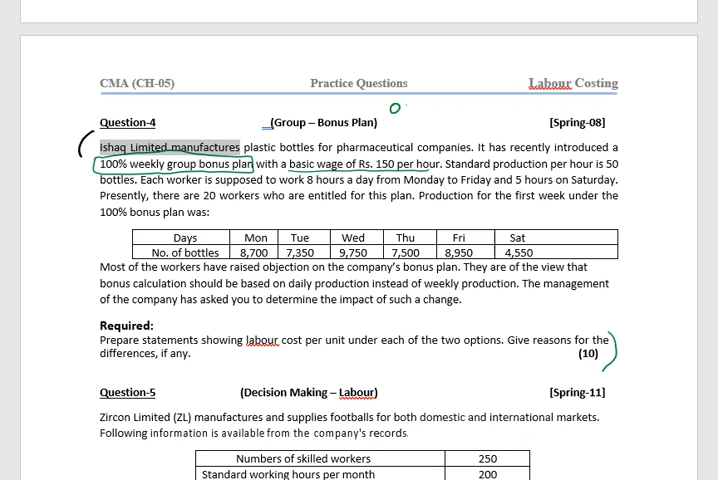 CMA (CH-05) Practice Questions Labour Costing
Question-4 (Group – Bonus Plan) [Spring-08]
Ishaq Limited manufactures plastic bottles for pharmaceutical companies. It has recently introduced a
100% weekly group bonus plan with a basic wage of Rs. 150 per hour. Standard production per hour is 50
bottles. Each worker is supposed to work 8 hours a day from Monday to Friday and 5 hours on Saturday.
Presently, there are 20 workers who are entitled for this plan. Production for the first week under the
100% bonus plan was:
Days Mon Tue Wed Thu Fri Sat
No. of bottles 8,700 7,350 9,750 7,500 8,950 4,550
Most of the workers have raised objection on the company's bonus plan. They are of the view that
bonus calculation should be based on daily production instead of weekly production. The management
of the company has asked you to determine the impact of such a change.
Required:
Prepare statements showing labour cost per unit under each of the two options. Give reasons for the
differences, if any. (10)
Question-5 (Decision Making – Labour) [Spring-11]
Zircon Limited (ZL) manufactures and supplies footballs for both domestic and international markets.
Following information is available from the company's records.
Numbers of skilled workers 250
Standard working hours per month 200